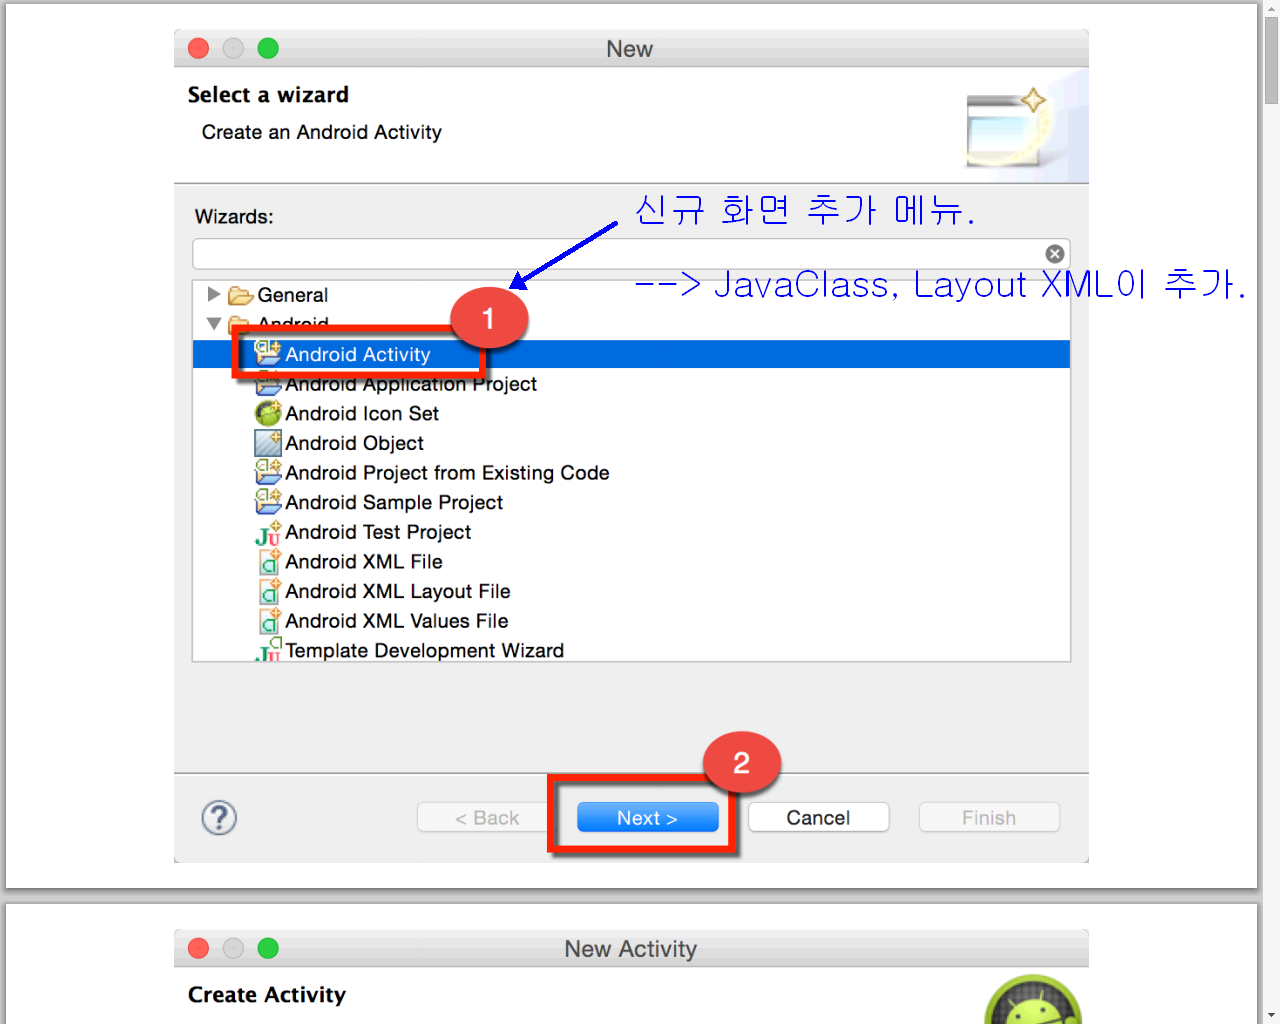 New
Select a wizard
Create an Android Activity
신규 화면 추가 메뉴.
Wizards:
--> JavaClass, Layout XML이 추가.
General
1
Android
Android Activity
Android Application Project
Android Icon Set
Android Object
Android Project from Existing Code
Android Sample Project
Android Test Project
Android XML File
Android XML Layout File
Android XML Values File
Template Development Wizard
2
? < Back Next > Cancel Finish
New Activity
Create Activity